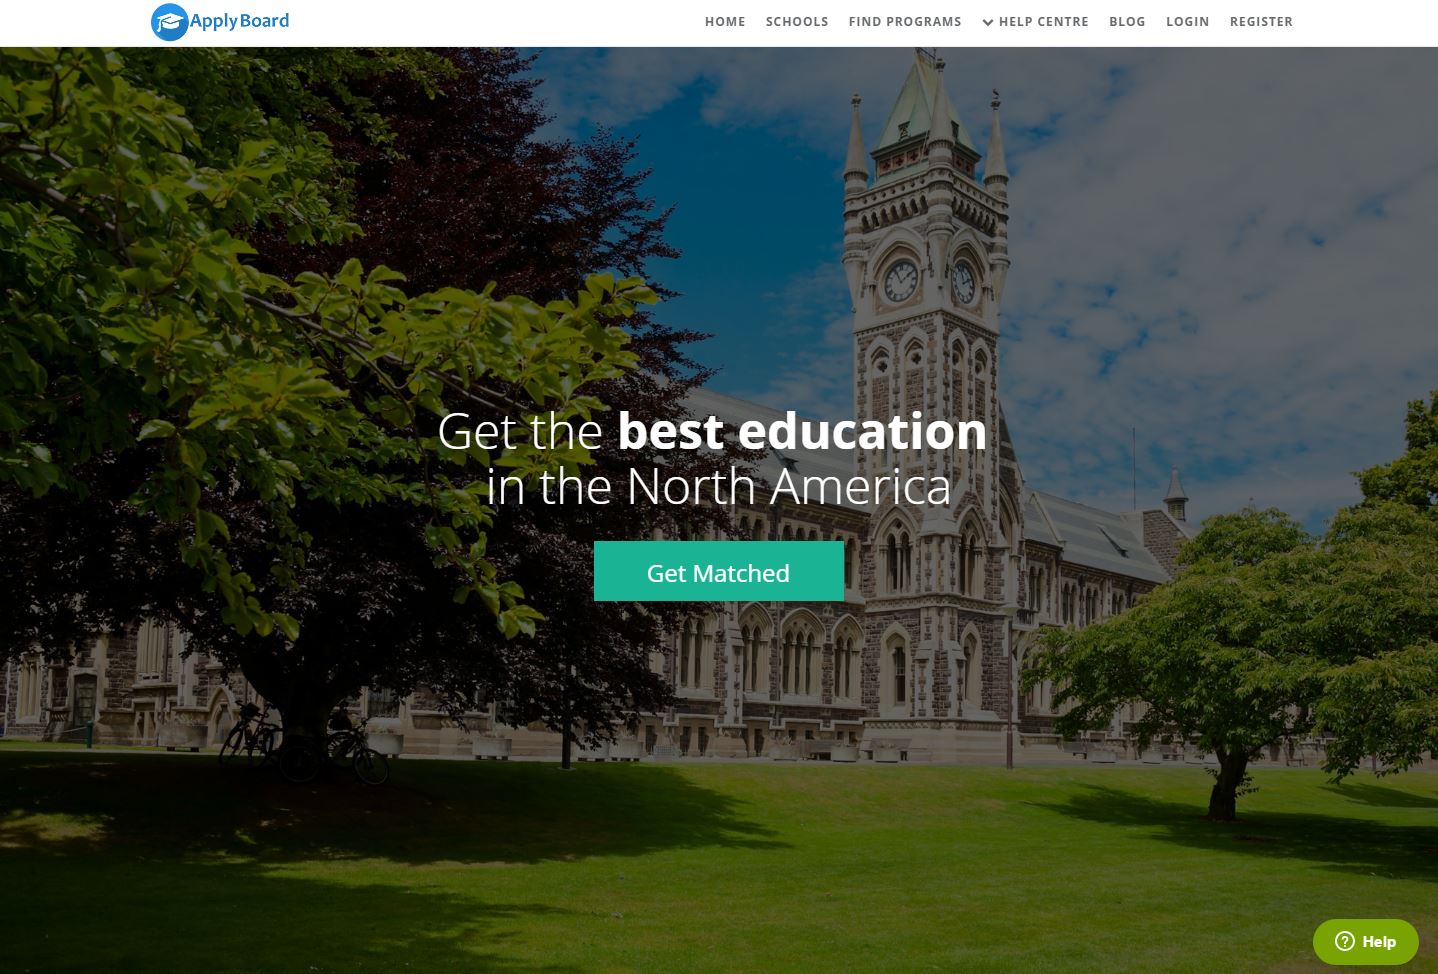 ApplyBoard
HOME SCHOOLS FIND PROGRAMS HELP CENTRE BLOG LOGIN REGISTER
Get the best education
in the North America
Get Matched
Help